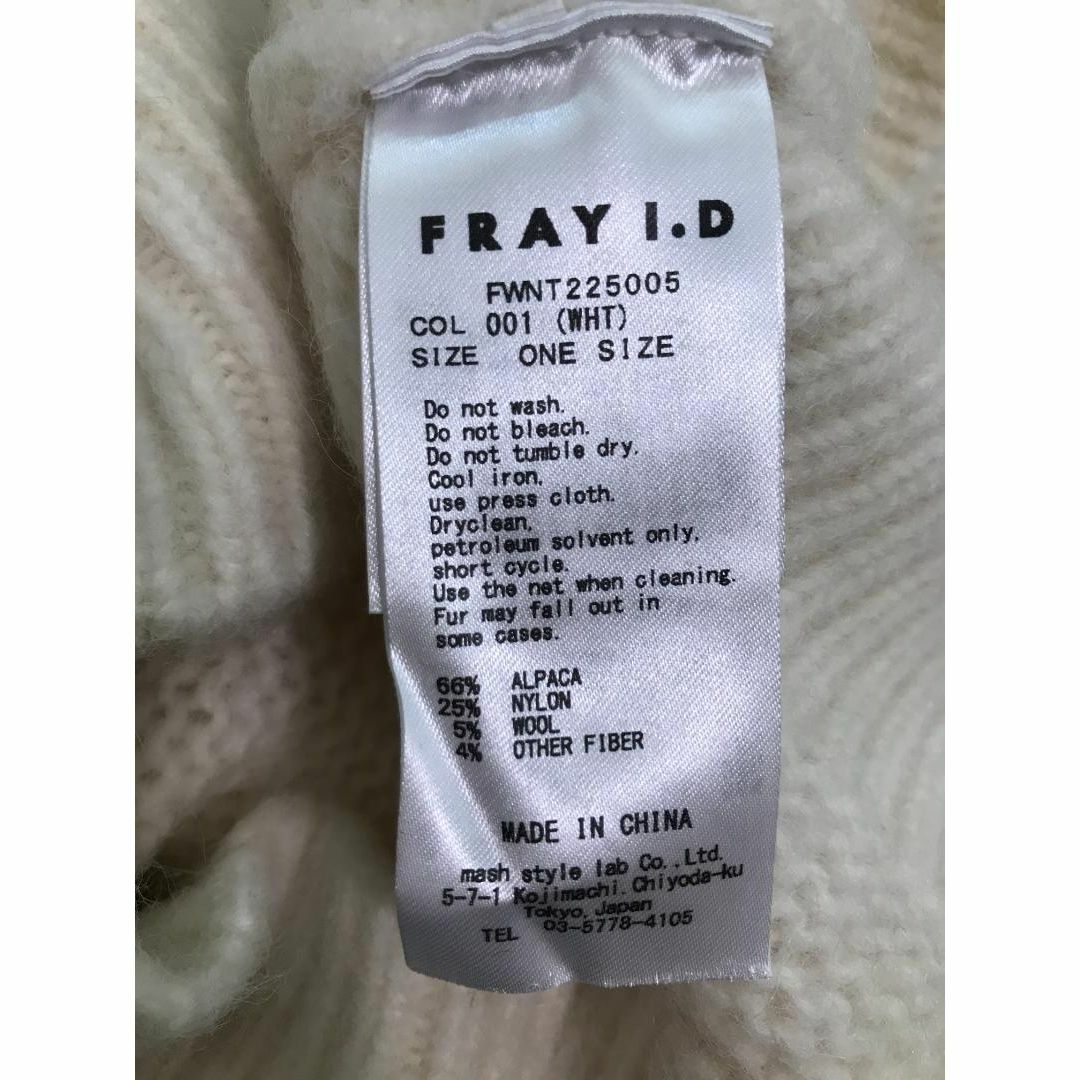 FRAY I.D
FWNT225005
COL 001 (WHT)
SIZE ONE SIZE
Do not wash.
Do not bleach.
Do not tumble dry.
Cool iron,
use press cloth.
Dryclean,
petroleum solvent only,
short cycle.
Use the net when cleaning.
Fur may fall out in
some cases.
66% ALPACA
25% NYLON
5% WOOL
4% OTHER FIBER
MADE IN CHINA
mash style lab Co.,Ltd.
5-7-1 Kojimachi, Chiyoda-ku
Tokyo, Japan
TEL 03-5778-4105